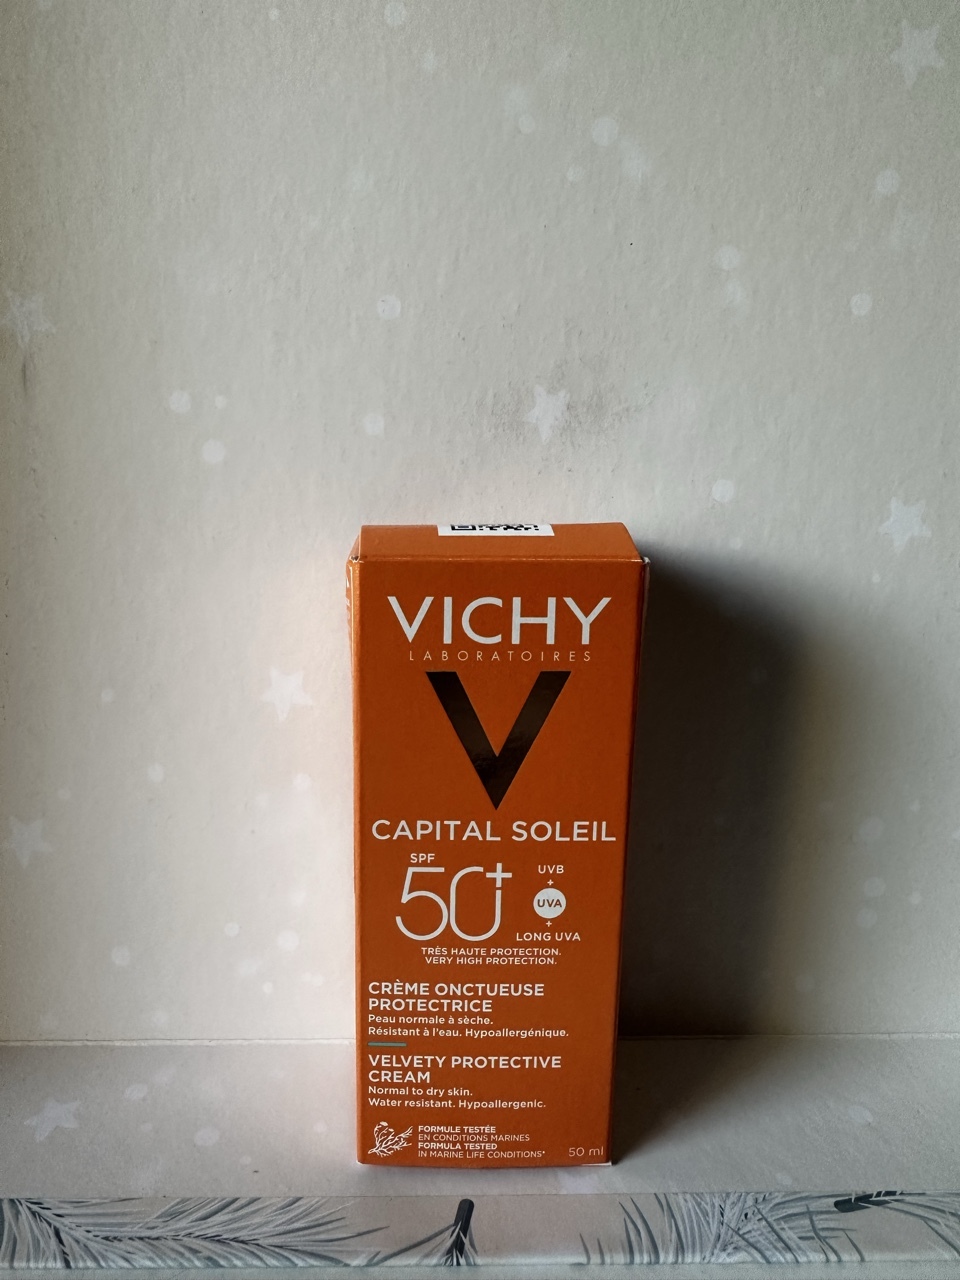 VICHY
LABORATOIRES
V
CAPITAL SOLEIL
SPF
50+
UVB
+
UVA
+
LONG UVA
TRÈS HAUTE PROTECTION.
VERY HIGH PROTECTION.
CRÈME ONCTUEUSE
PROTECTRICE
Peau normale à sèche.
Résistant à l'eau. Hypoallergénique.
VELVETY PROTECTIVE
CREAM
Normal to dry skin.
Water resistant. Hypoallergenic.
FORMULE TESTÉE
EN CONDITIONS MARINES
FORMULA TESTED
IN MARINE LIFE CONDITIONS*
50 ml